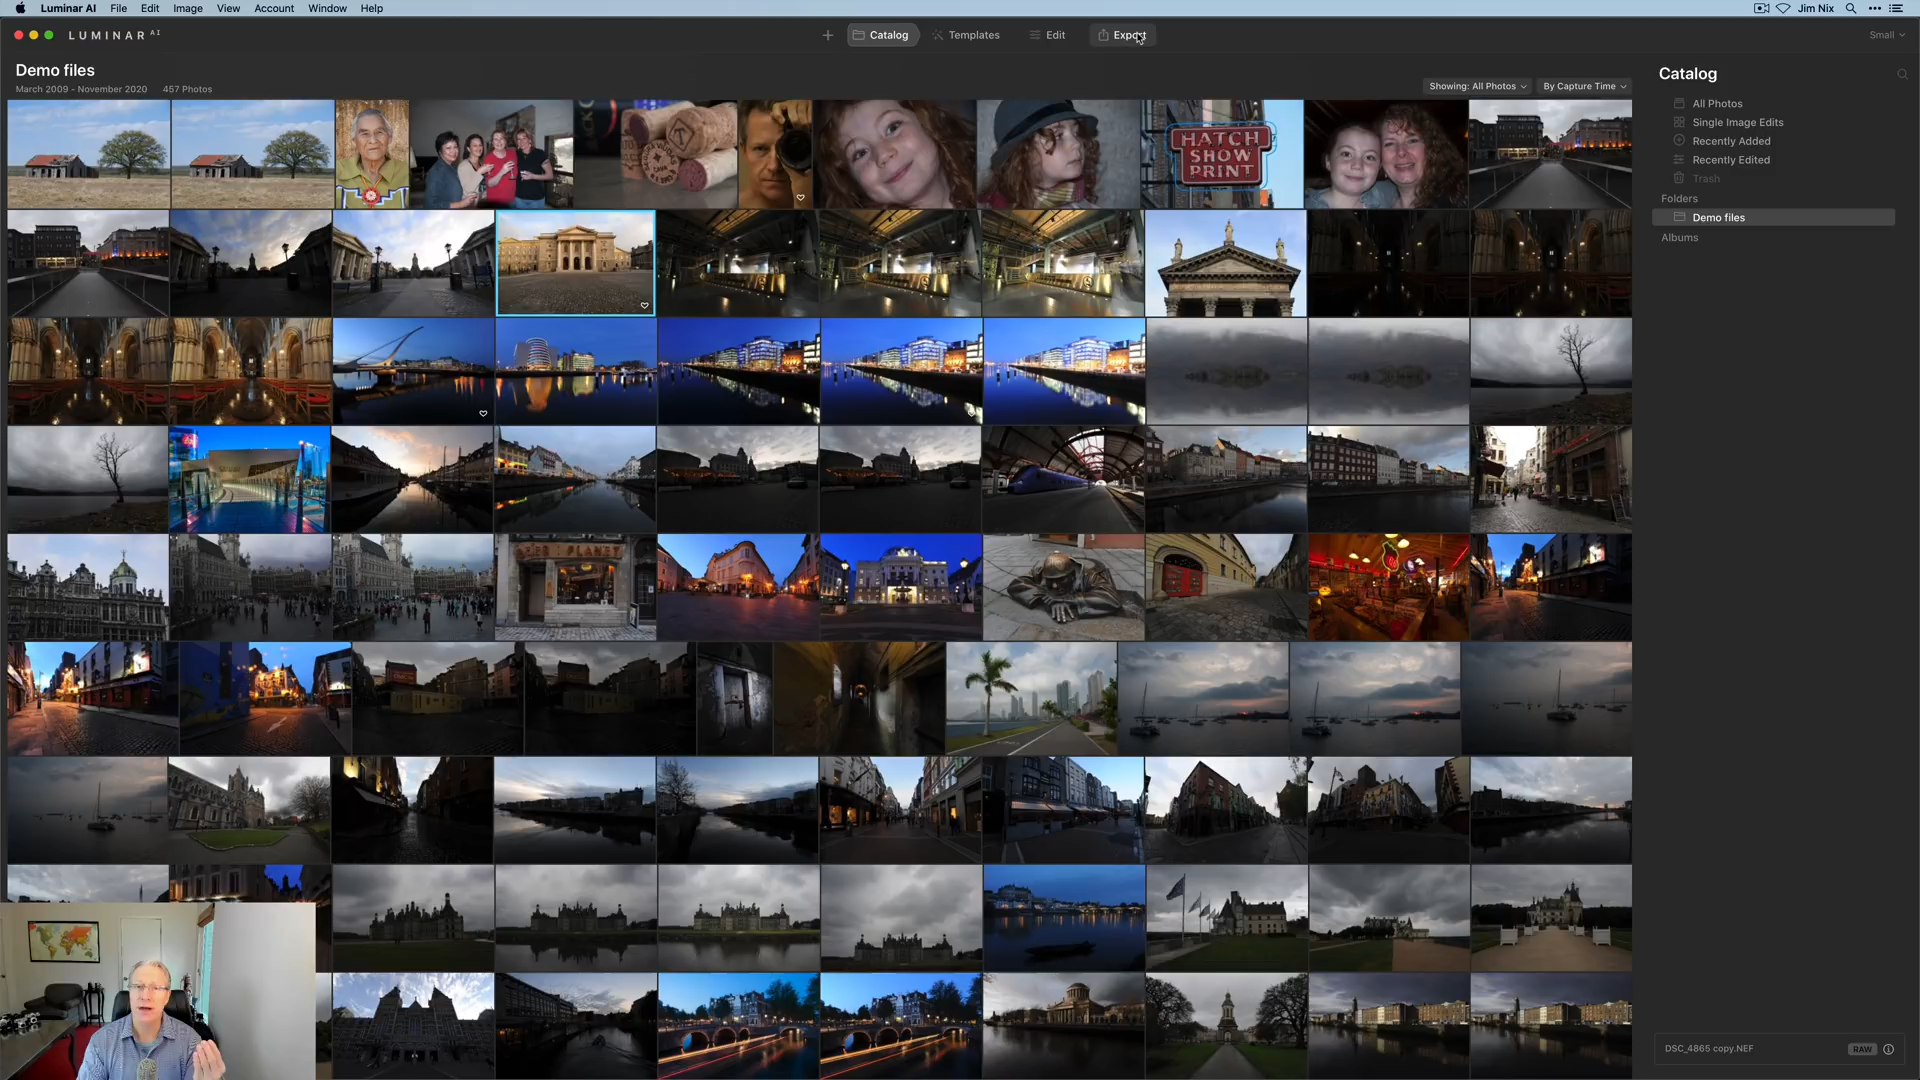 Luminar AI File Edit Image View Account Window Help Jim Nix
LUMINAR AI Catalog Templates Edit Export Small
Demo files
March 2009 - November 2020 457 Photos
Showing: All Photos By Capture Time
Catalog
All Photos
Single Image Edits
Recently Added
Recently Edited
Trash
Folders
Demo files
Albums
HATCH
SHOW
PRINT
DSC_4865 copy.NEF RAW